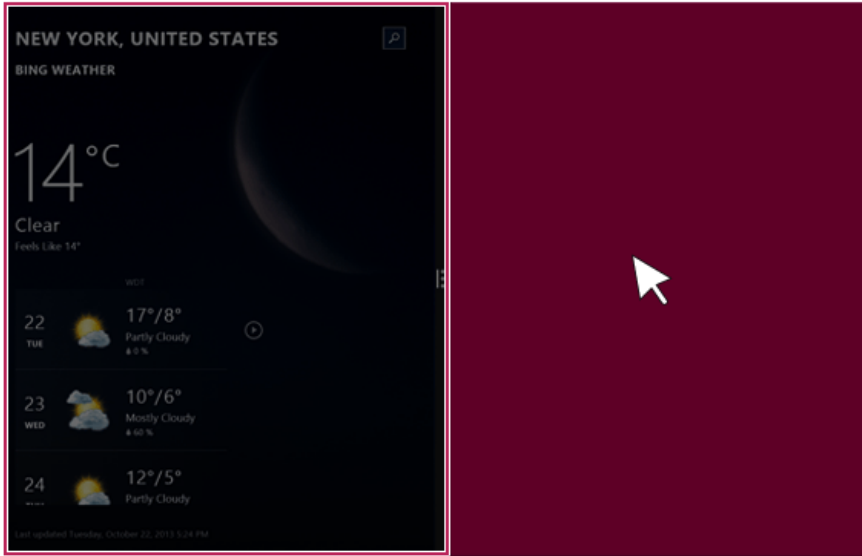 NEW YORK, UNITED STATES
BING WEATHER
14°C
Clear
Feels Like 14°
WDT
22
TUE
17°/8°
Partly Cloudy
0 %
23
WED
10°/6°
Mostly Cloudy
60 %
24
12°/5°
Partly Cloudy
Last updated Tuesday, October 22, 2013 5:24 PM